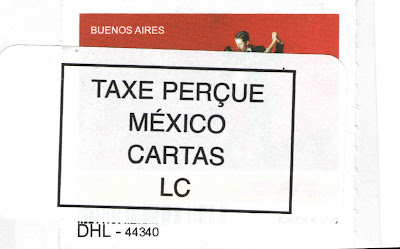 BUENOS AIRES
TAXE PERÇUE
MÉXICO
CARTAS
LC
DHL - 44340